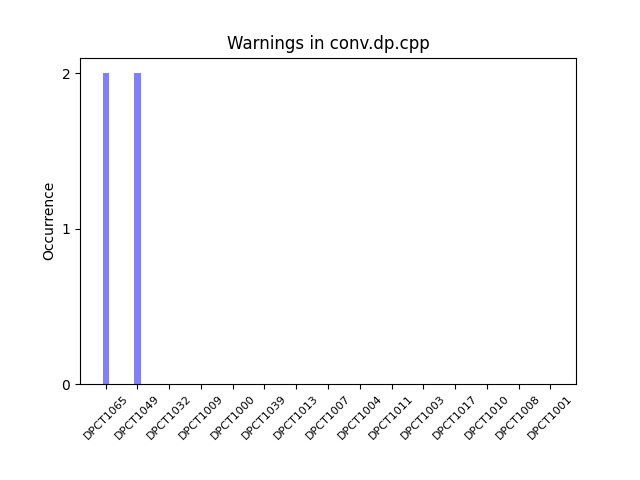 Warnings in conv.dp.cpp
Occurrence
2
1
0
DPCT1065
DPCT1049
DPCT1032
DPCT1009
DPCT1000
DPCT1039
DPCT1013
DPCT1007
DPCT1004
DPCT1011
DPCT1003
DPCT1017
DPCT1010
DPCT1008
DPCT1001